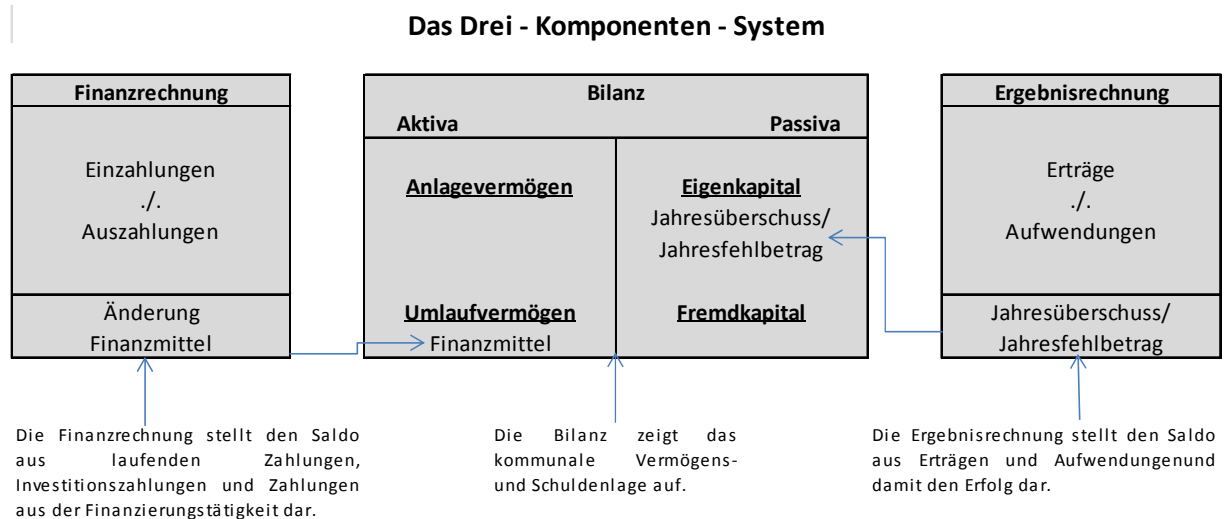 Das Drei - Komponenten - System
Finanzrechnung
Einzahlungen
./.
Auszahlungen
Änderung
Finanzmittel
Bilanz
Aktiva Passiva
Anlagevermögen
Umlaufvermögen
Finanzmittel
Eigenkapital
Jahresüberschuss/
Jahresfehlbetrag
Fremdkapital
Ergebnisrechnung
Erträge
./.
Aufwendungen
Jahresüberschuss/
Jahresfehlbetrag
Die Finanzrechnung stellt den Saldo
aus laufenden Zahlungen,
Investitionszahlungen und Zahlungen
aus der Finanzierungstätigkeit dar.
Die Bilanz zeigt das
kommunale Vermögens-
und Schuldenlage auf.
Die Ergebnisrechnung stellt den Saldo
aus Erträgen und Aufwendungenund
damit den Erfolg dar.